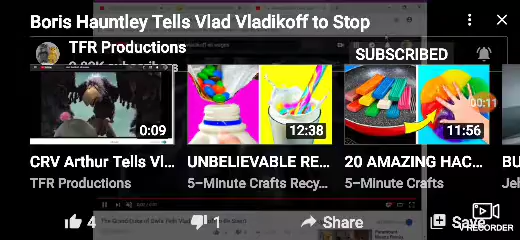 Boris Hauntley Tells Vlad Vladikoff to Stop
TFR Productions
SUBSCRIBED
0:09
12:38
11:56
00:11
CRV Arthur Tells Vl...
UNBELIEVABLE RE...
20 AMAZING HAC...
TFR Productions
5-Minute Crafts Recy...
5-Minute Crafts
4
1
Share
Save
V RECORDER